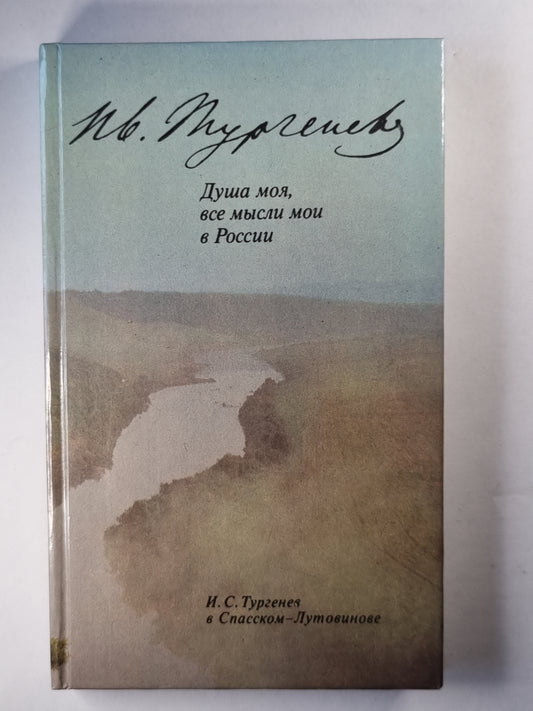 Ив. Тургенев
Душа моя,
все мысли мои
в России
И. С. Тургенев
в Спасском–Лутовинове